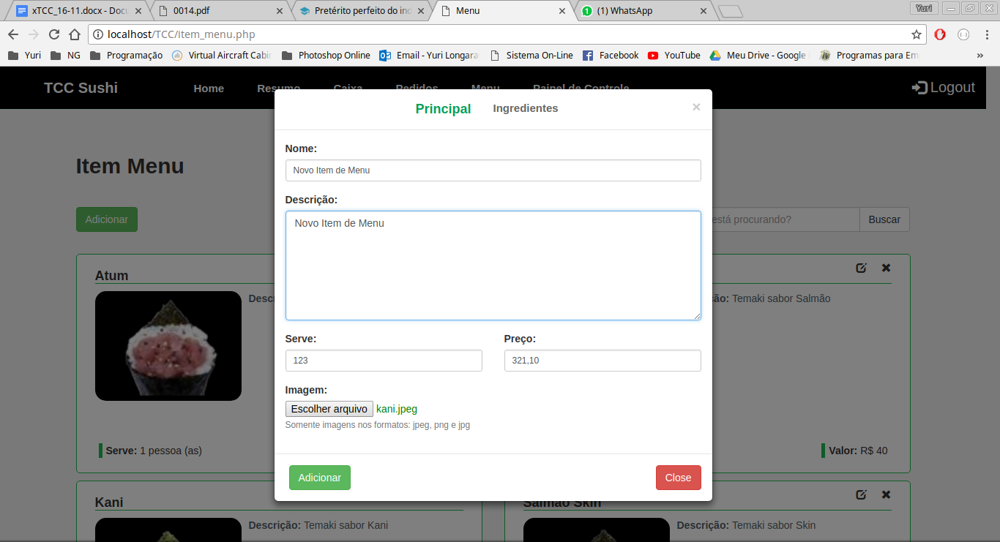 xTCC_16-11.docx - Docu
0014.pdf
Pretérito perfeito do ind
Menu
(1) WhatsApp
Yuri
localhost/TCC/item_menu.php
Yuri
NG
Programação
Virtual Aircraft Cabin
Photoshop Online
Email - Yuri Longara
Sistema On-Line
Facebook
YouTube
Meu Drive - Google
Programas para Em
»
TCC Sushi
Home
Resumo
Caixa
Pedidos
Menu
Painel de Controle
Logout
Item Menu
Adicionar
está procurando?
Buscar
Principal
Ingredientes
×
Nome:
Novo Item de Menu
Descrição:
Novo Item de Menu
Serve:
Preço:
123
321,10
Imagem:
Escolher arquivo kani.jpeg
Somente imagens nos formatos: jpeg, png e jpg
Adicionar
Close
Atum
Descr
Serve: 1 pessoa (as)
ão: Temaki sabor Salmão
Valor: R$ 40
Kani
Descrição: Temaki sabor Kani
Salmão Skin
Descrição: Temaki sabor Skin